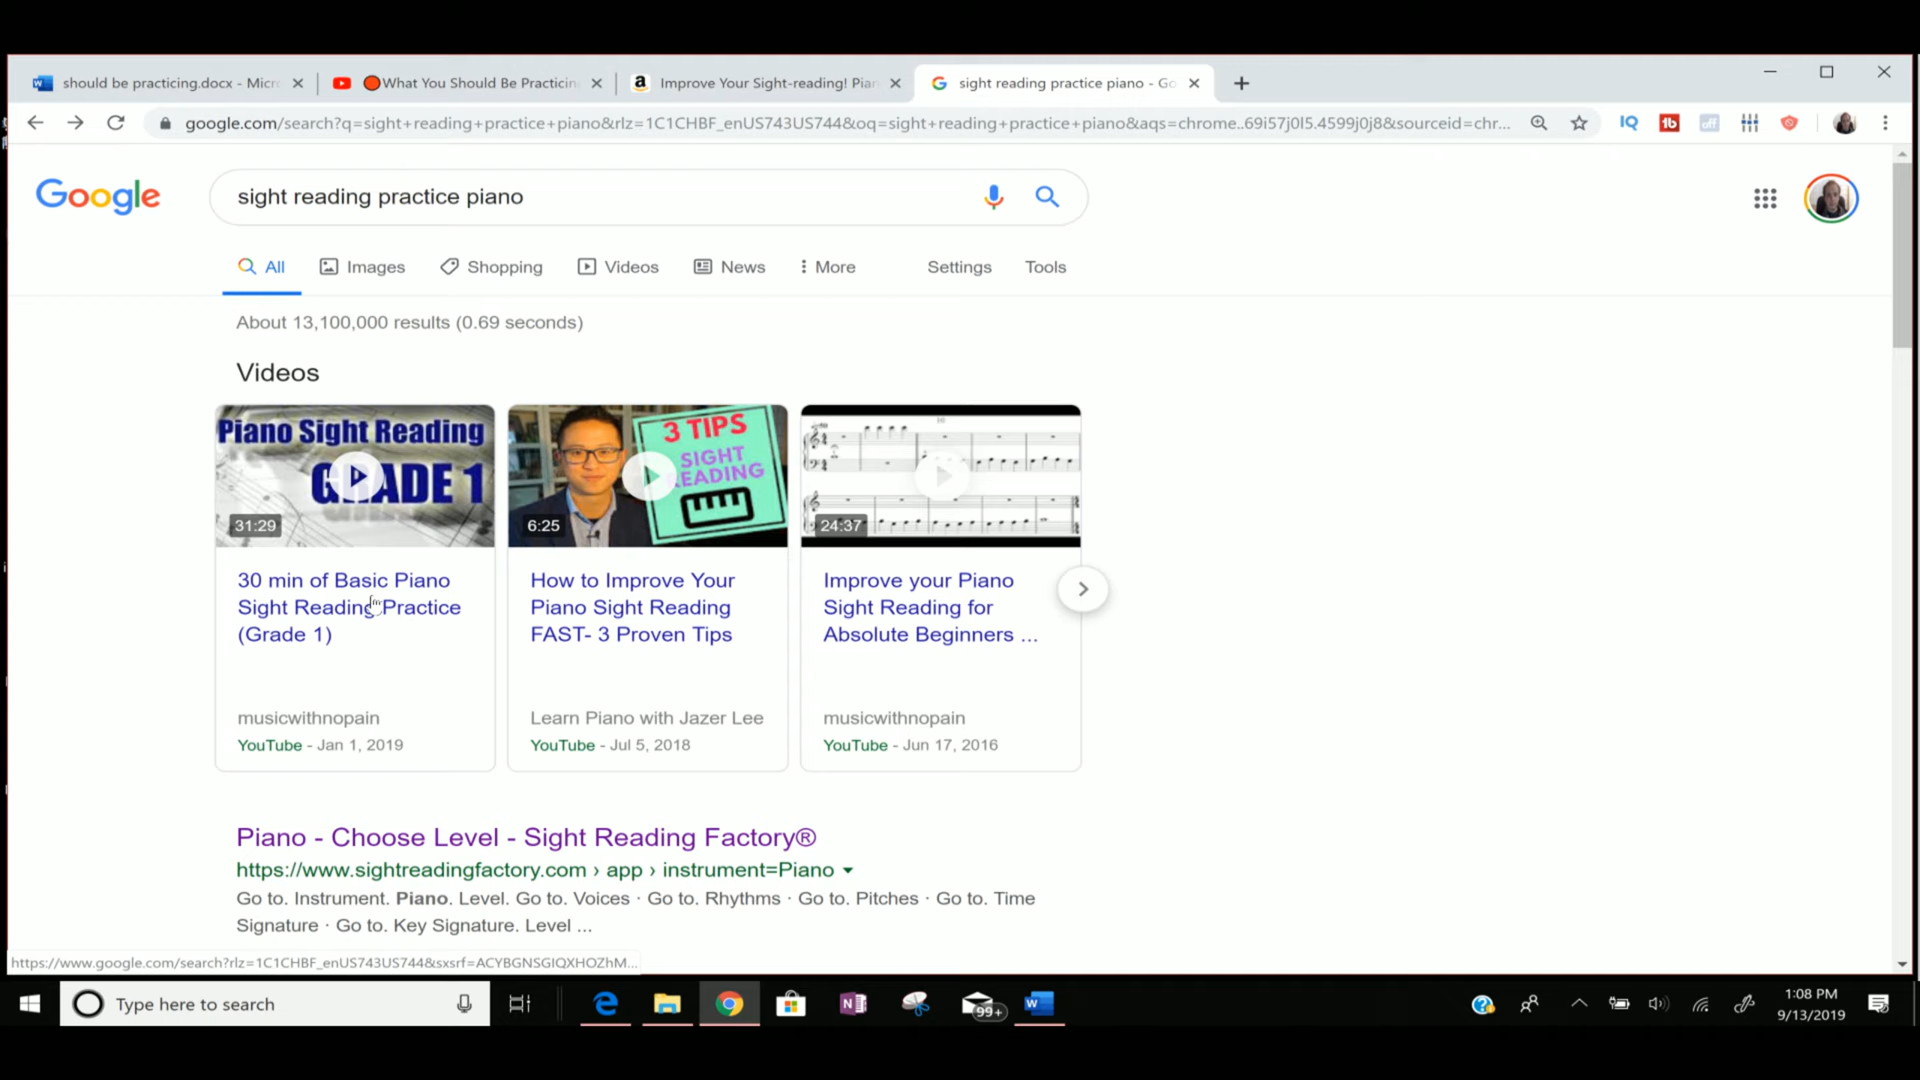 should be practicing.docx - Micr
What You Should Be Practicin
Improve Your Sight-reading! Pian
sight reading practice piano - Go
google.com/search?q=sight+reading+practice+piano&rlz=1C1CHBF_enUS743US744&oq=sight+reading+practice+piano&aqs=chrome..69i57j0l5.4599j0j8&sourceid=chr...
Google
sight reading practice piano
All
Images
Shopping
Videos
News
More
Settings
Tools
About 13,100,000 results (0.69 seconds)
Videos
Piano Sight Reading
GRADE 1
31:29
3 TIPS
SIGHT
READING
6:25
24:37
30 min of Basic Piano
Sight Reading Practice
(Grade 1)
musicwithnopain
YouTube - Jan 1, 2019
How to Improve Your
Piano Sight Reading
FAST- 3 Proven Tips
Learn Piano with Jazer Lee
YouTube - Jul 5, 2018
Improve your Piano
Sight Reading for
Absolute Beginners ...
musicwithnopain
YouTube - Jun 17, 2016
Piano - Choose Level - Sight Reading Factory®
https://www.sightreadingfactory.com › app › instrument=Piano
Go to. Instrument. Piano. Level. Go to. Voices · Go to. Rhythms · Go to. Pitches · Go to. Time
Signature · Go to. Key Signature. Level ...
https://www.google.com/search?rlz=1C1CHBF_enUS743US744&sxsrf=ACYBGNSGIQXHOZhM...
Type here to search
99+
1:08 PM
9/13/2019